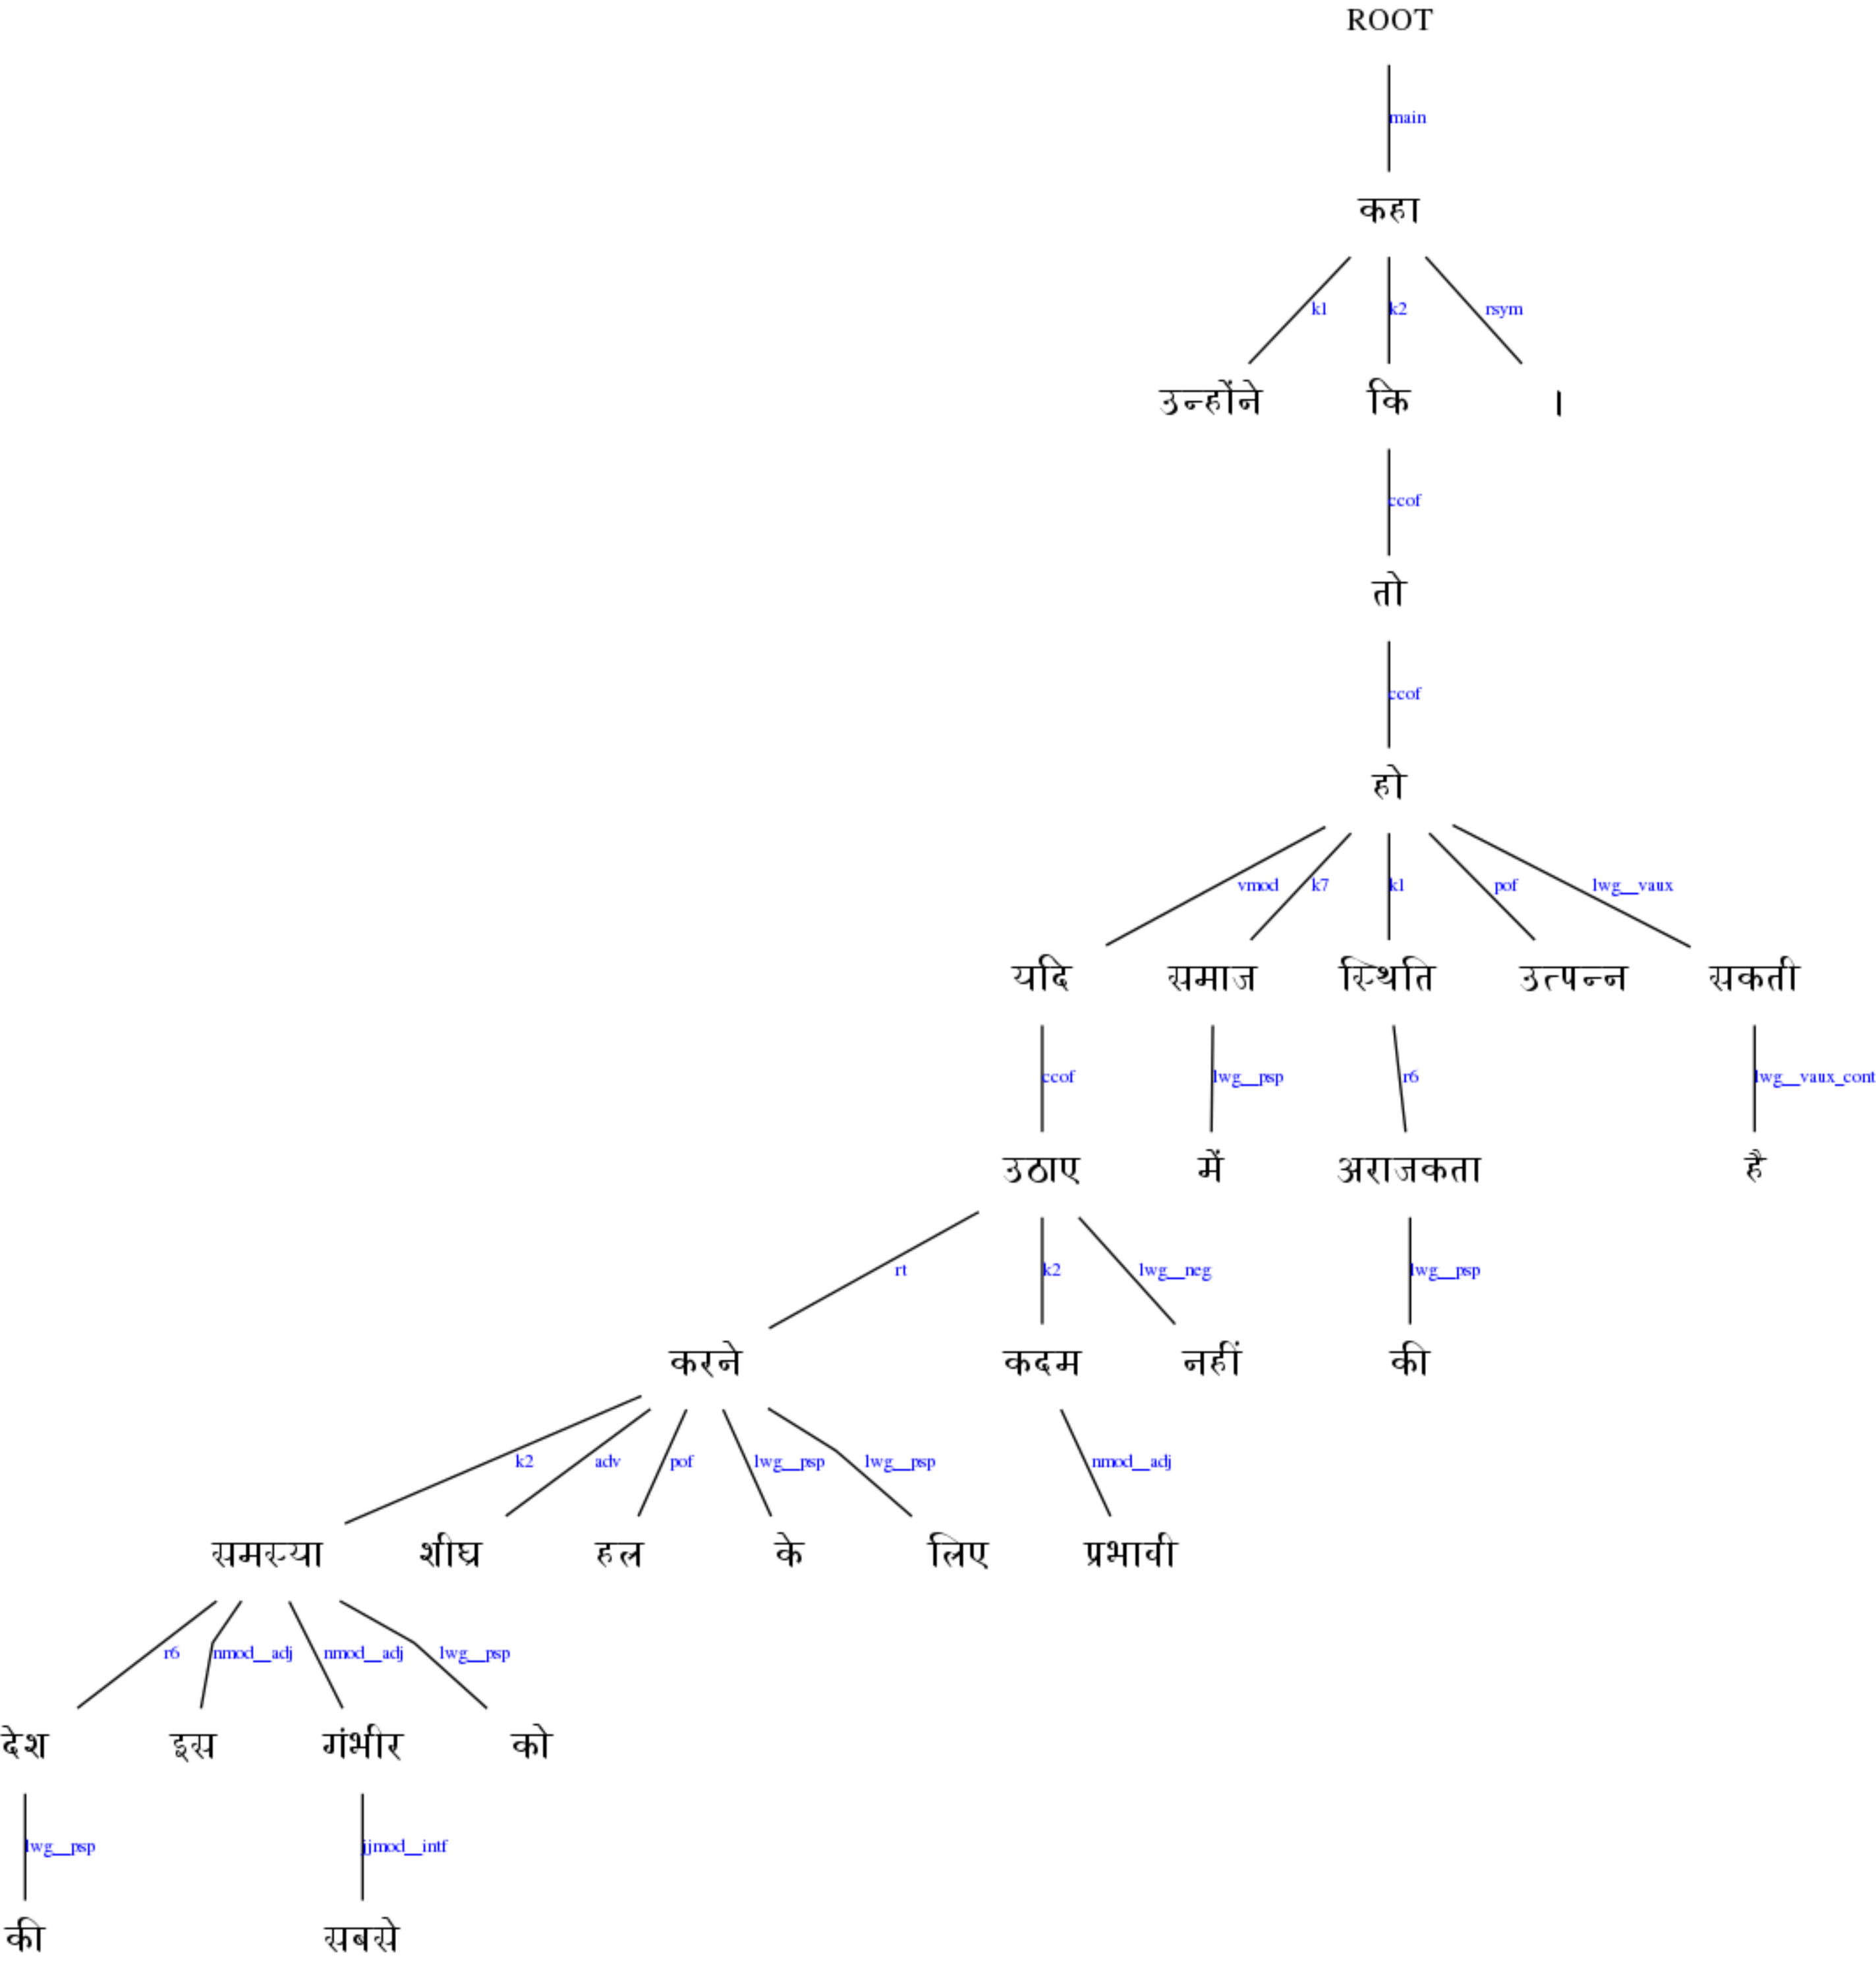 ROOT
main
कहा
k1 k2 rsym
उन्होंने कि ।
ccof
तो
ccof
हो
vmod k7 k1 pof lwg__vaux
यदि समाज स्थिति उत्पन्न सकती
ccof lwg__psp r6 lwg__vaux_cont
उठाए में अराजकता है
rt k2 lwg__neg lwg__psp
करने कदम नहीं की
k2 adv pof lwg__psp lwg__psp nmod__adj
समस्या शीघ्र हल के लिए प्रभावी
r6 nmod__adj nmod__adj lwg__psp
देश इस गंभीर को
lwg__psp jjmod__intf
की सबसे